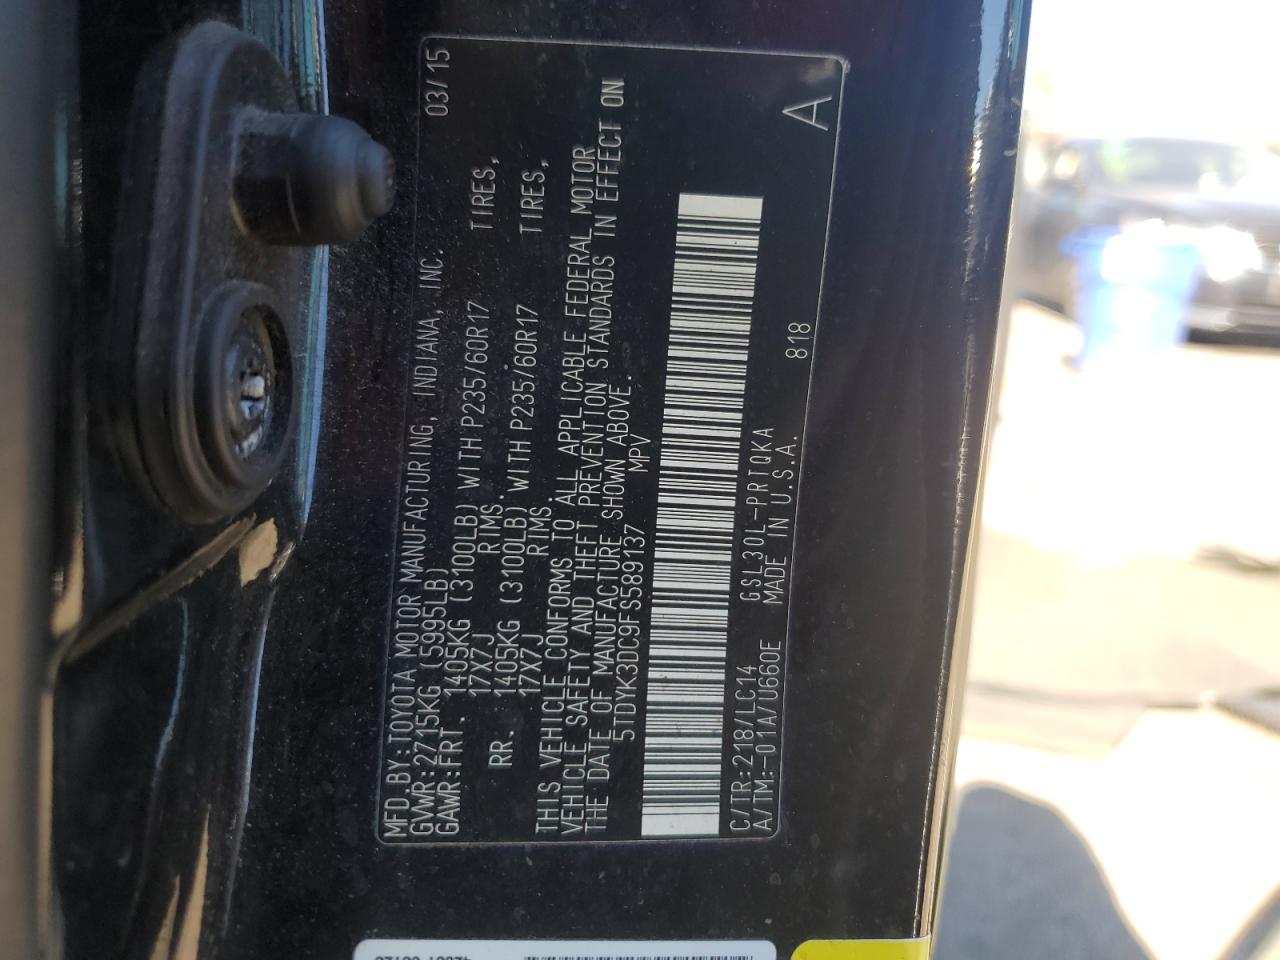 MFD.BY:TOYOTA MOTOR MANUFACTURING, INDIANA, INC. 03/15
GVWR:2715KG (5995LB)
GAWR:FRT. 1405KG (3100LB) WITH P235/60R17 TIRES,
17X7J RIMS.
RR. 1405KG (3100LB) WITH P235/60R17 TIRES,
17X7J RIMS.
THIS VEHICLE CONFORMS TO ALL APPLICABLE FEDERAL MOTOR
VEHICLE SAFETY AND THEFT PREVENTION STANDARDS IN EFFECT ON
THE DATE OF MANUFACTURE SHOWN ABOVE.
5TDYK3DC9FS589137 MPV
C/TR:218/LC14 GSL30L-PRTQKA 818 A
A/TM:-01A/U660E MADE IN U.S.A.